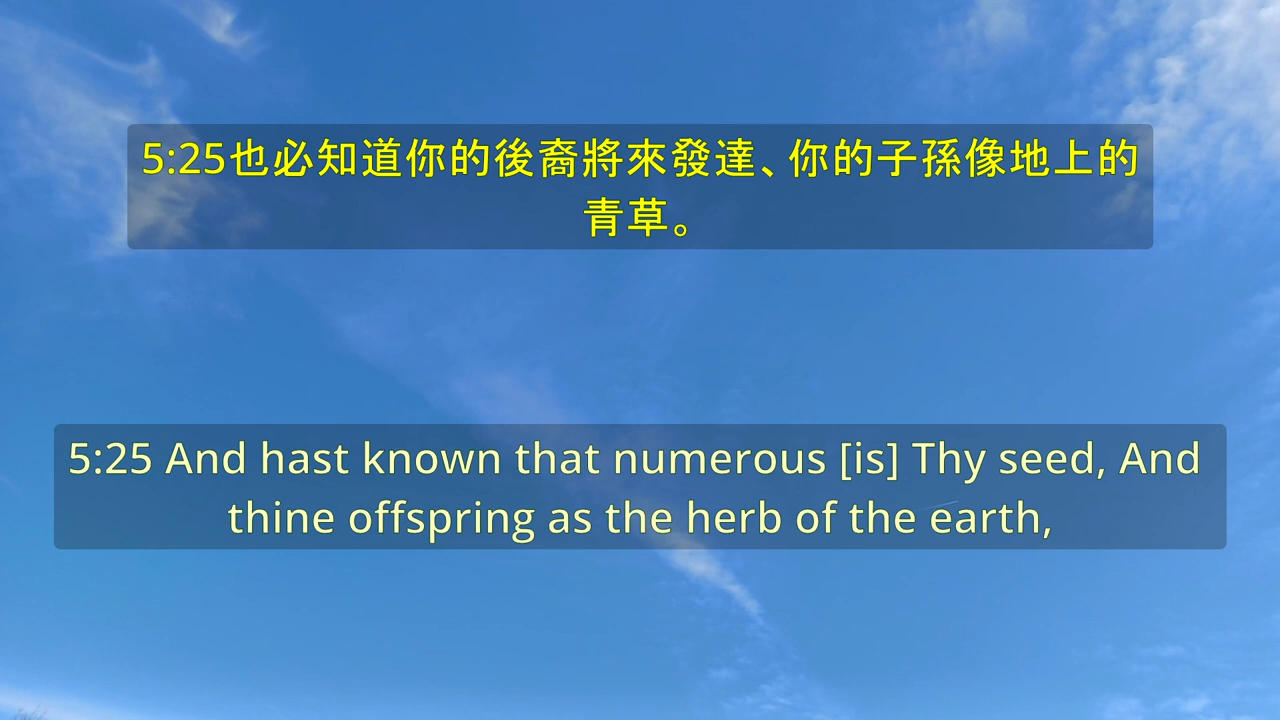 5:25也必知道你的後裔將來發達、你的子孫像地上的
青草。
5:25 And hast known that numerous [is] Thy seed, And
thine offspring as the herb of the earth,